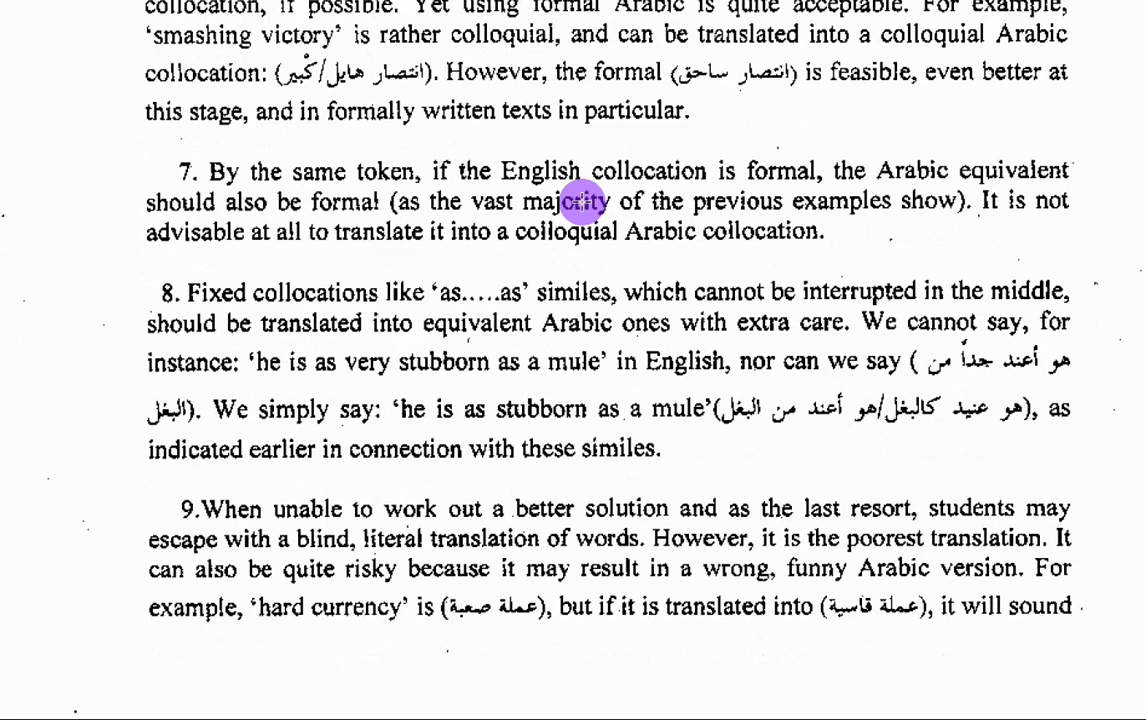 collocation, if possible. Yet using formal Arabic is quite acceptable. For example,
‘smashing victory’ is rather colloquial, and can be translated into a colloquial Arabic
collocation: (انتصار هايل/كبير). However, the formal (انتصار ساحق) is feasible, even better at
this stage, and in formally written texts in particular.
7. By the same token, if the English collocation is formal, the Arabic equivalent
should also be formal (as the vast majority of the previous examples show). It is not
advisable at all to translate it into a colloquial Arabic collocation.
8. Fixed collocations like ‘as.....as’ similes, which cannot be interrupted in the middle,
should be translated into equivalent Arabic ones with extra care. We cannot say, for
instance: ‘he is as very stubborn as a mule’ in English, nor can we say (هو أعند جداً من
البغل). We simply say: ‘he is as stubborn as a mule’(هو عنيد كالبغل/هو أعند من البغل), as
indicated earlier in connection with these similes.
9.When unable to work out a better solution and as the last resort, students may
escape with a blind, literal translation of words. However, it is the poorest translation. It
can also be quite risky because it may result in a wrong, funny Arabic version. For
example, ‘hard currency’ is (عملة صعبة), but if it is translated into (عملة قاسية), it will sound